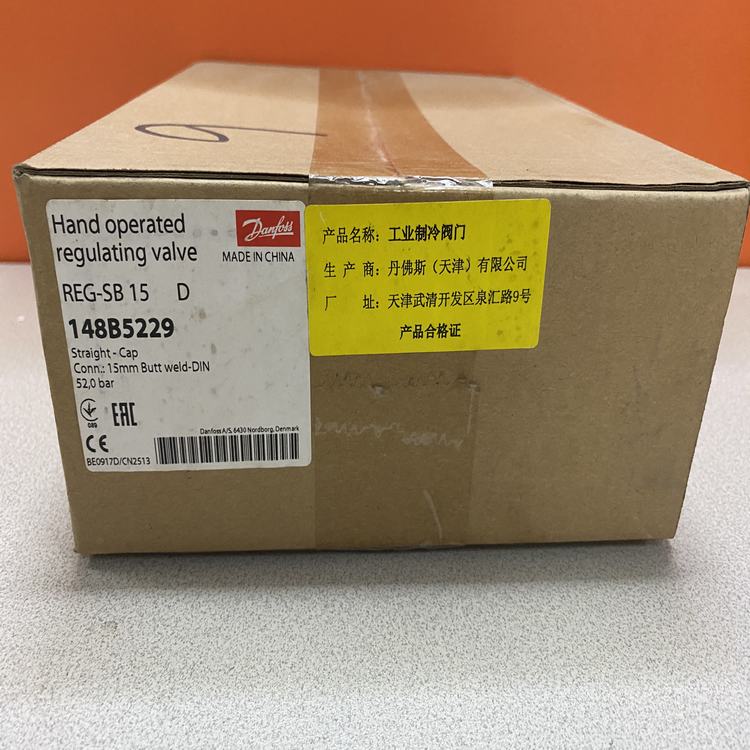 Hand operated
regulating valve
Danfoss
MADE IN CHINA
REG-SB 15 D
148B5229
Straight - Cap
Conn.: 15mm Butt weld-DIN
52,0 bar
089
EAC
CE
Danfoss A/S, 6430 Nordborg, Denmark
BE0917D/CN2513
产品名称: 工业制冷阀门
生产商: 丹佛斯（天津）有限公司
厂址: 天津武清开发区泉汇路9号
产品合格证